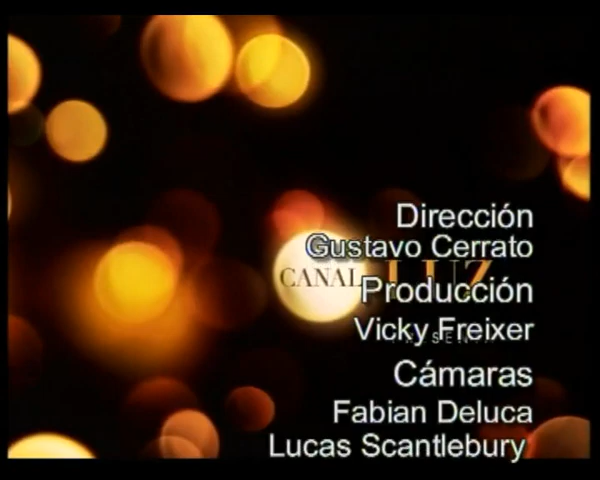 Dirección
Gustavo Cerrato
CANAL LUZ
Producción
Vicky Freixer
Cámaras
Fabian Deluca
Lucas Scantlebury